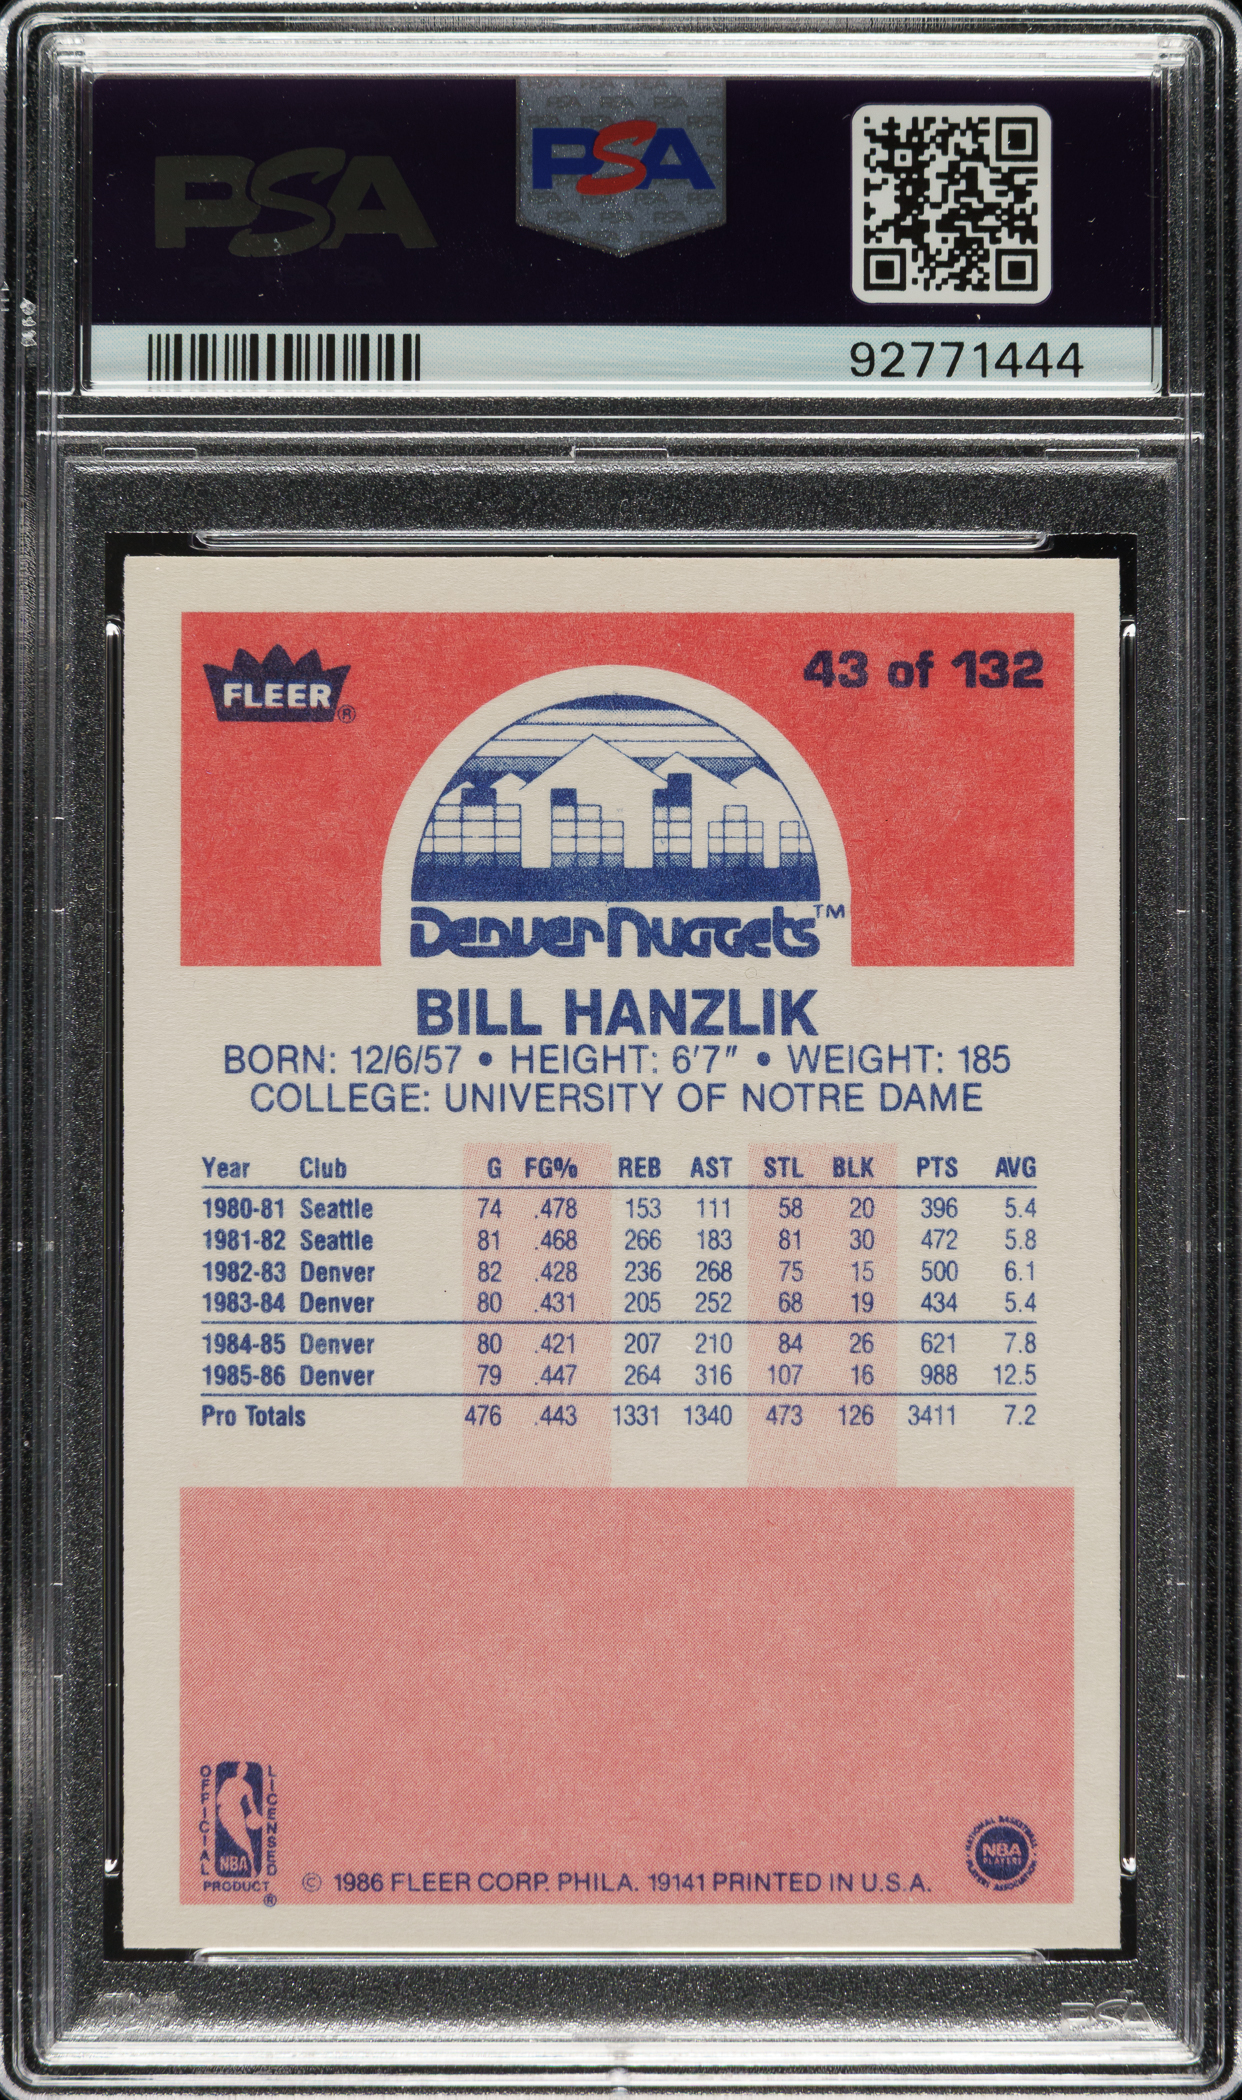 PSA PSA
92771444
FLEER®
43 of 132
Denver Nuggets™
BILL HANZLIK
BORN: 12/6/57 • HEIGHT: 6'7" • WEIGHT: 185
COLLEGE: UNIVERSITY OF NOTRE DAME
Year Club G FG% REB AST STL BLK PTS AVG
1980-81 Seattle 74 .478 153 111 58 20 396 5.4
1981-82 Seattle 81 .468 266 183 81 30 472 5.8
1982-83 Denver 82 .428 236 268 75 15 500 6.1
1983-84 Denver 80 .431 205 252 68 19 434 5.4
1984-85 Denver 80 .421 207 210 84 26 621 7.8
1985-86 Denver 79 .447 264 316 107 16 988 12.5
Pro Totals 476 .443 1331 1340 473 126 3411 7.2
OFFICIAL LICENSED
NBA
PRODUCT ®
NATIONAL BASKETBALL
NBA
PLAYERS
PLAYERS ASSOCIATION
© 1986 FLEER CORP. PHILA. 19141 PRINTED IN U.S.A.
PSA